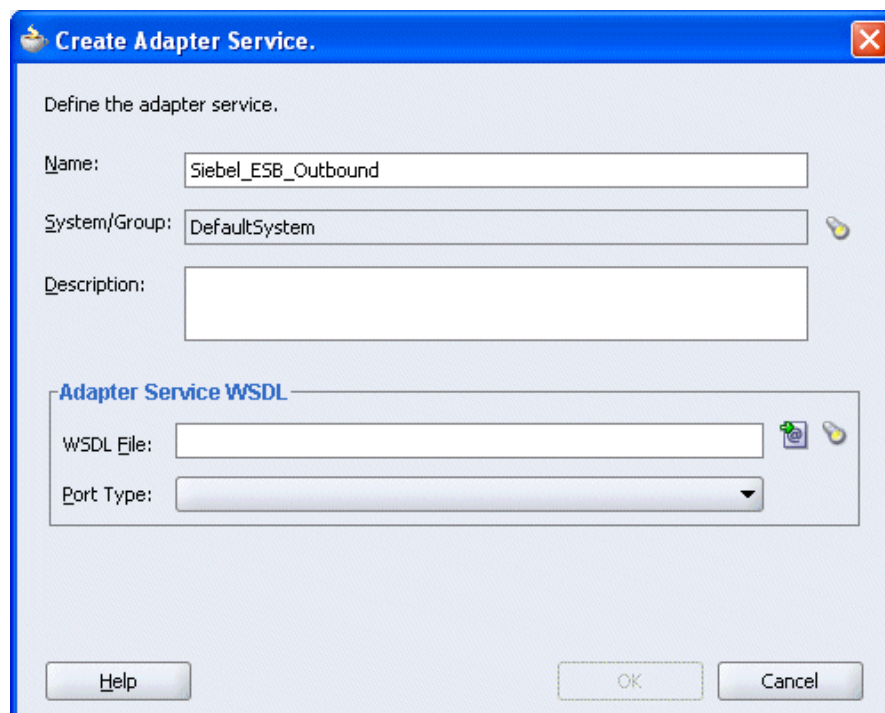 Create Adapter Service.
Define the adapter service.
Name: Siebel_ESB_Outbound
System/Group: DefaultSystem
Description:
Adapter Service WSDL
WSDL File:
Port Type:
Help OK Cancel